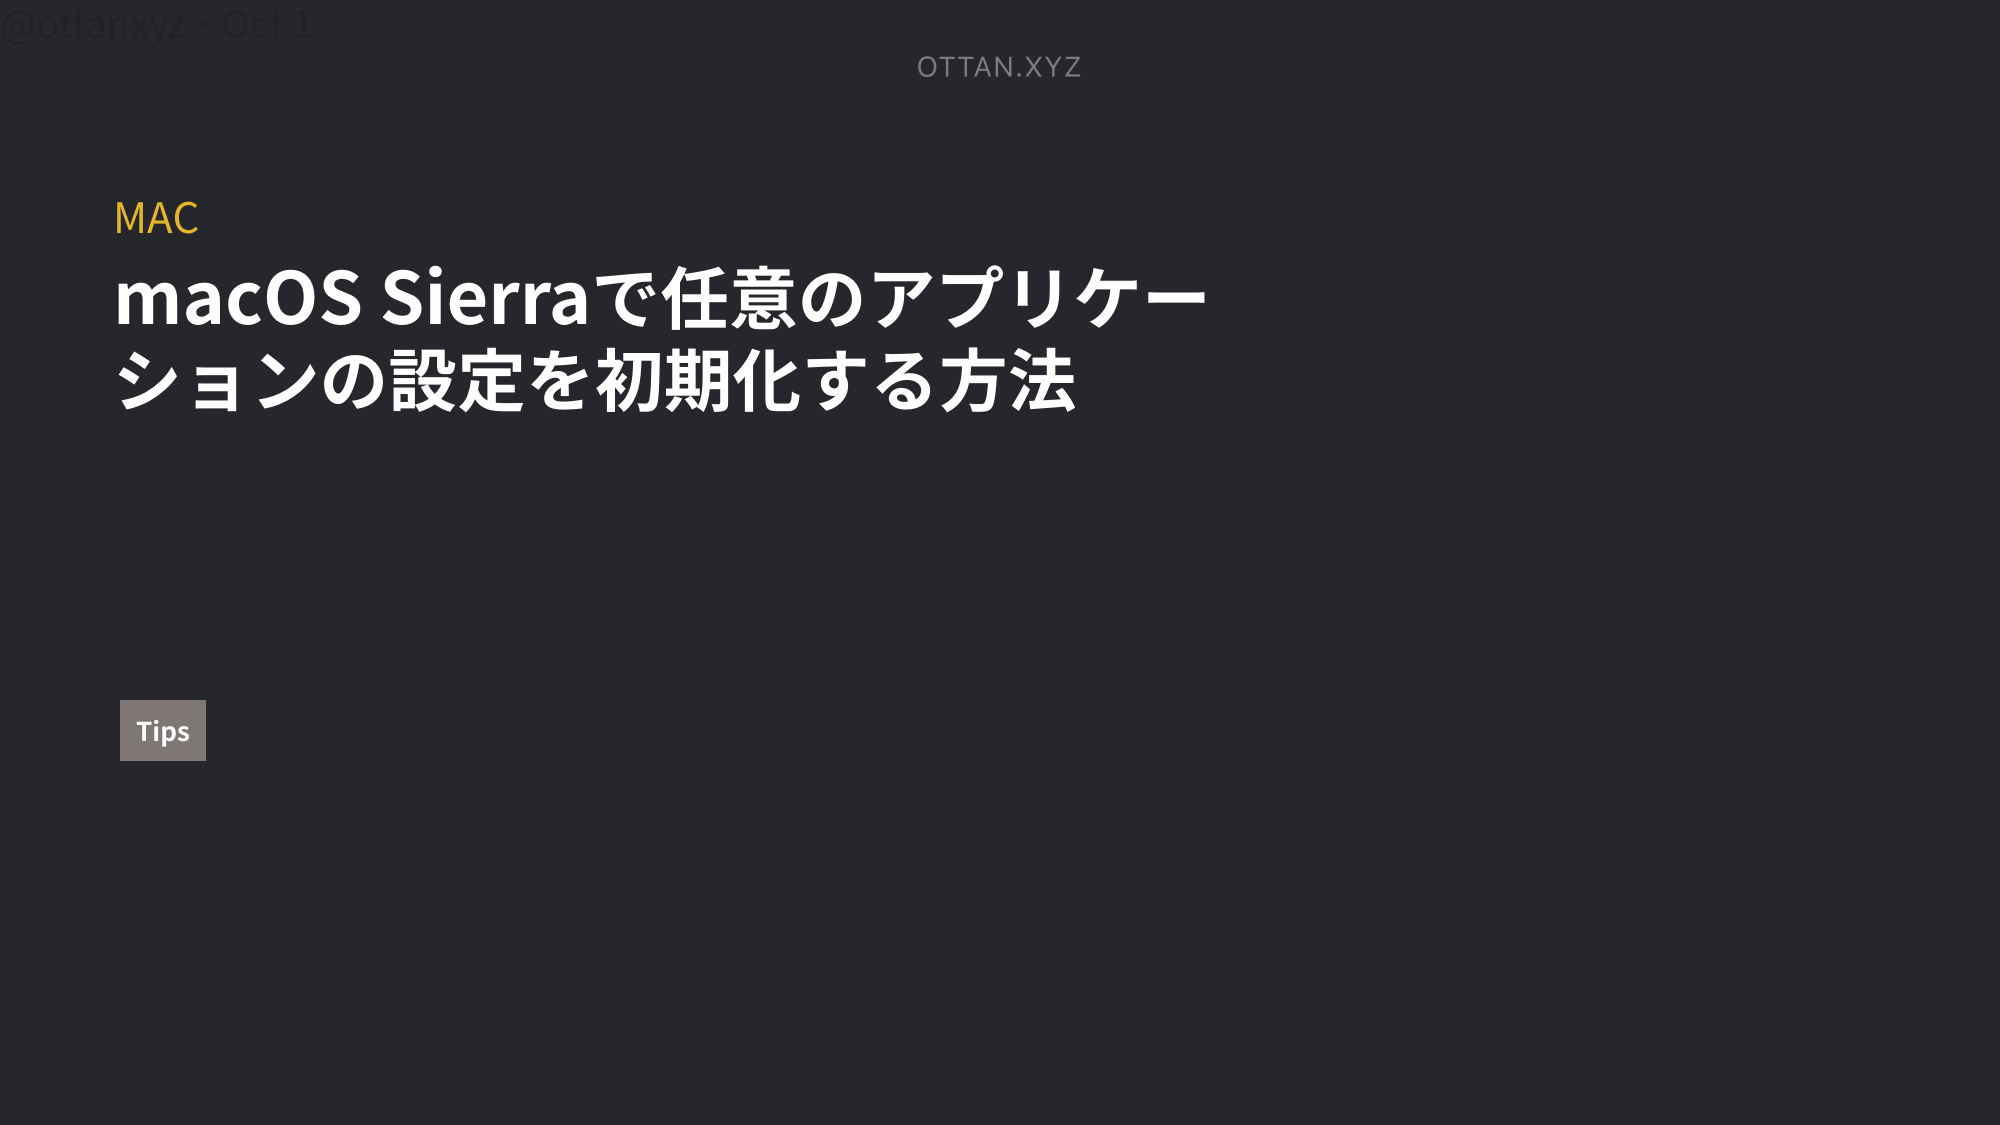 @ottanxyz・Oct 1
OTTAN.XYZ
MAC
macOS Sierraで任意のアプリケー
ションの設定を初期化する方法
Tips